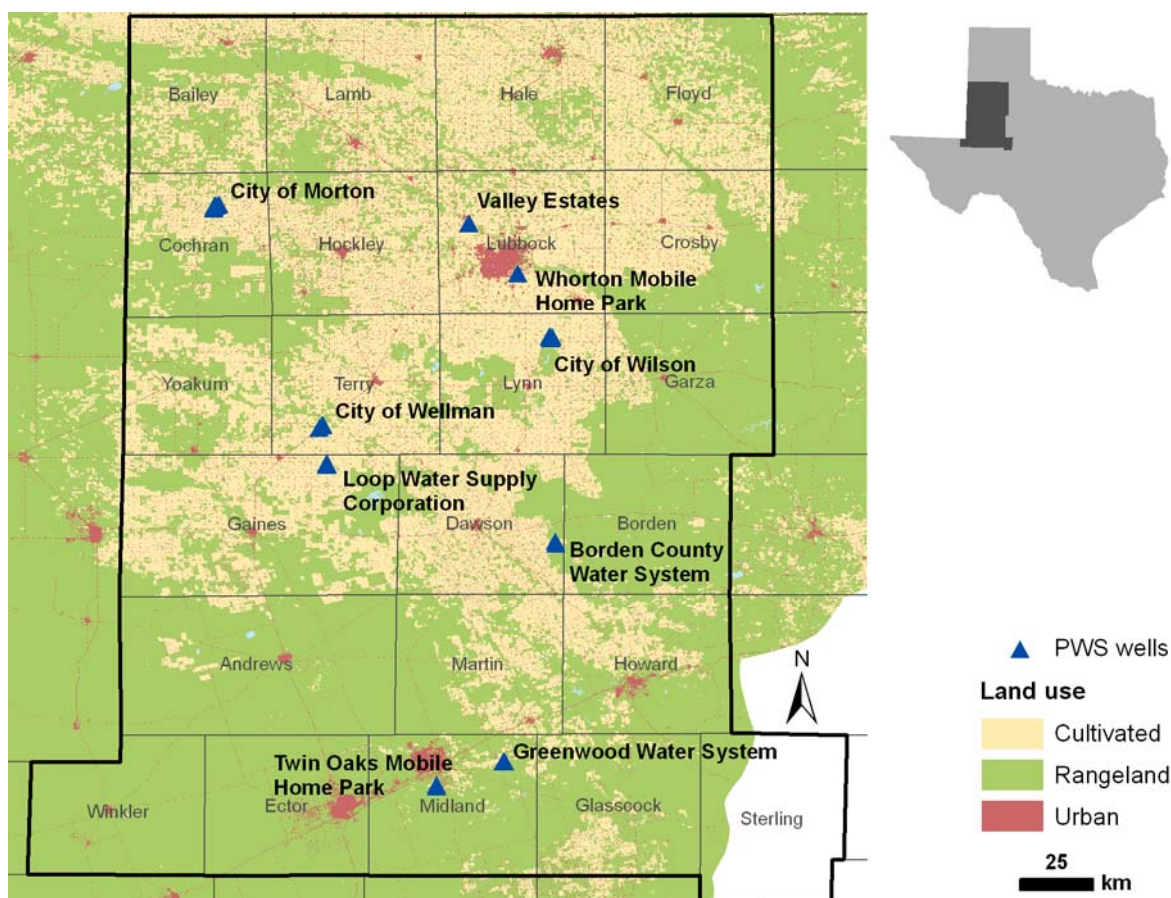 Bailey
Lamb
Hale
Floyd
City of Morton
Valley Estates
Cochran
Hockley
Lubbock
Crosby
Whorton Mobile
Home Park
City of Wilson
Yoakum
Terry
Lynn
Garza
City of Wellman
Loop Water Supply
Corporation
Gaines
Dawson
Borden
Borden County
Water System
Andrews
Martin
Howard
Twin Oaks Mobile
Home Park
Greenwood Water System
Winkler
Ector
Midland
Glasscock
Sterling
N
PWS wells
Land use
Cultivated
Rangeland
Urban
25
km